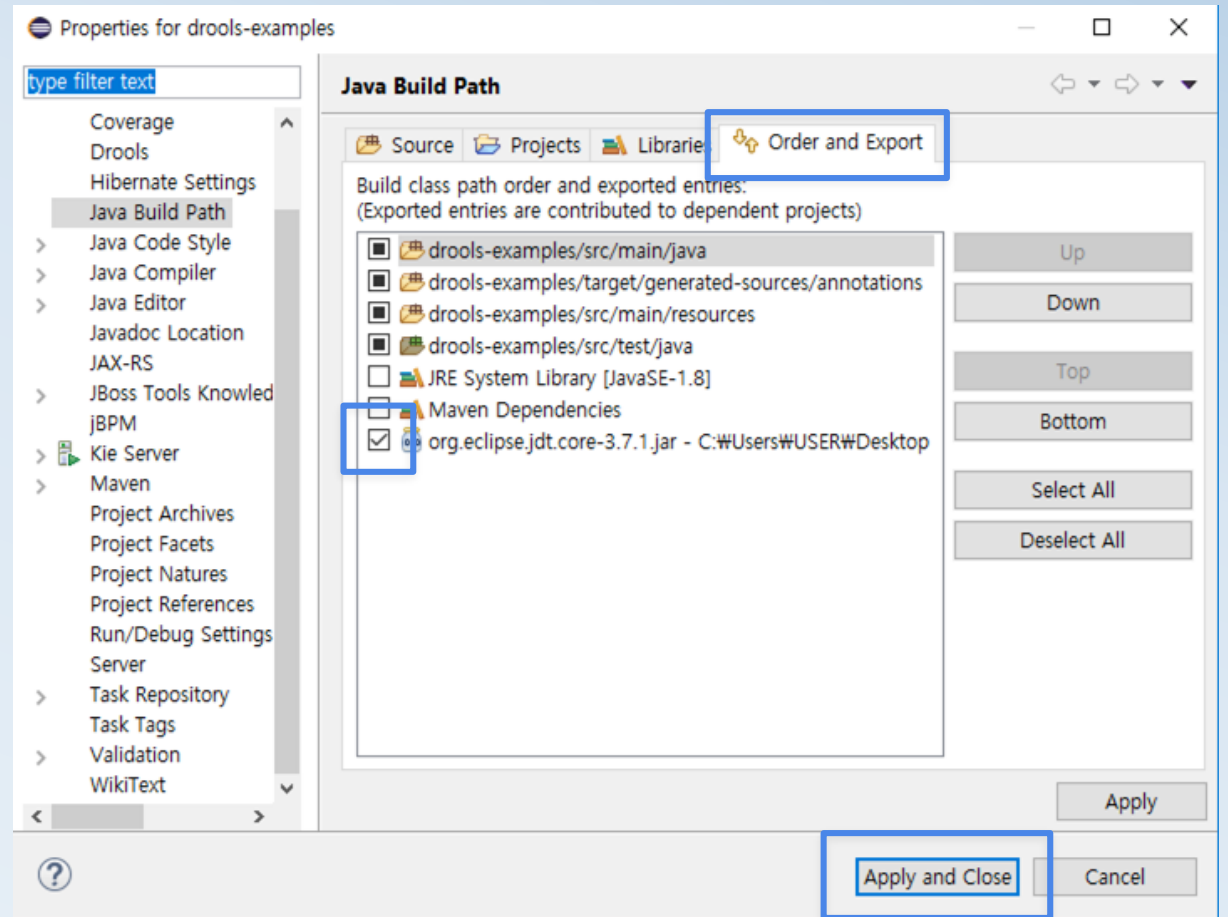 Properties for drools-examples
type filter text
Coverage
Drools
Hibernate Settings
Java Build Path
Java Code Style
Java Compiler
Java Editor
Javadoc Location
JAX-RS
JBoss Tools Knowled
jBPM
Kie Server
Maven
Project Archives
Project Facets
Project Natures
Project References
Run/Debug Settings
Server
Task Repository
Task Tags
Validation
WikiText
Java Build Path
Source Projects Libraries Order and Export
Build class path order and exported entries:
(Exported entries are contributed to dependent projects)
drools-examples/src/main/java
drools-examples/target/generated-sources/annotations
drools-examples/src/main/resources
drools-examples/src/test/java
JRE System Library [JavaSE-1.8]
Maven Dependencies
org.eclipse.jdt.core-3.7.1.jar - C:₩Users₩USER₩Desktop
Up
Down
Top
Bottom
Select All
Deselect All
Apply
Apply and Close Cancel